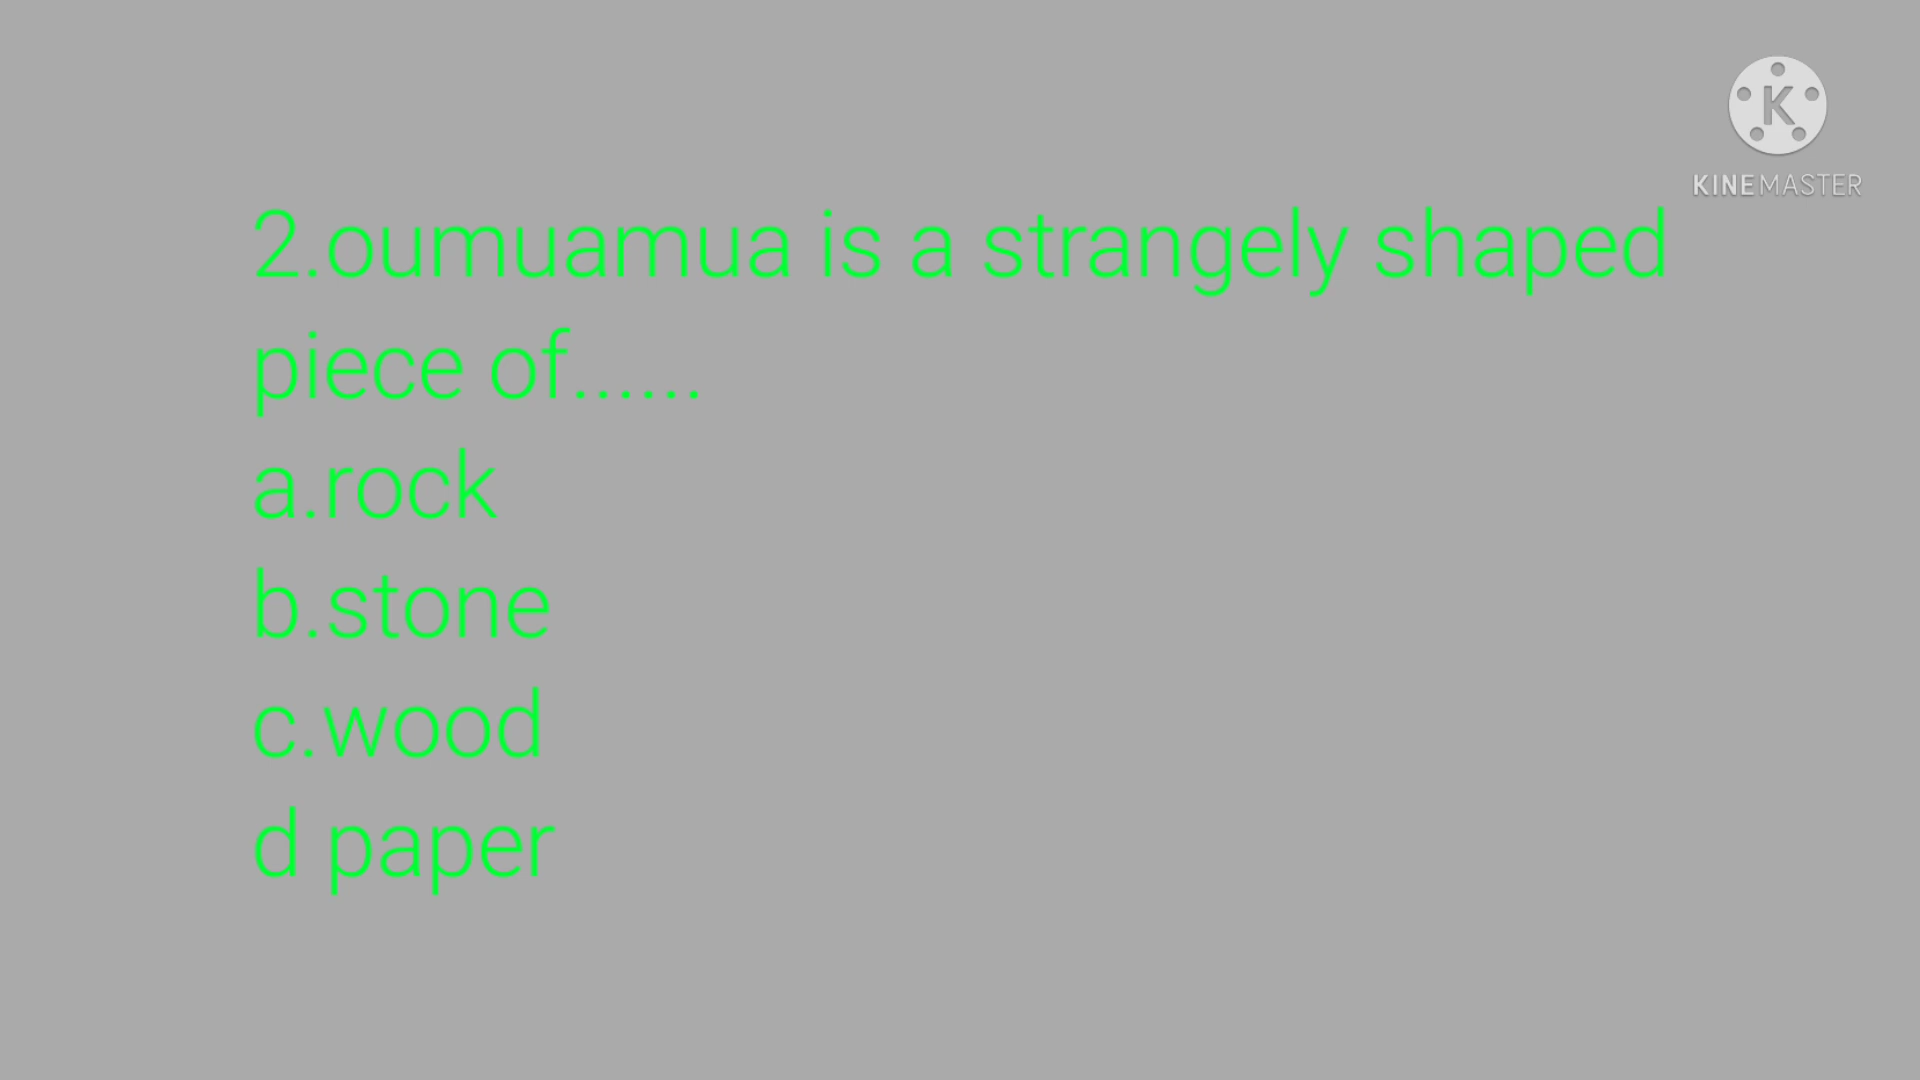 K
KINEMASTER
2.oumuamua is a strangely shaped
piece of......
a.rock
b.stone
c.wood
d paper